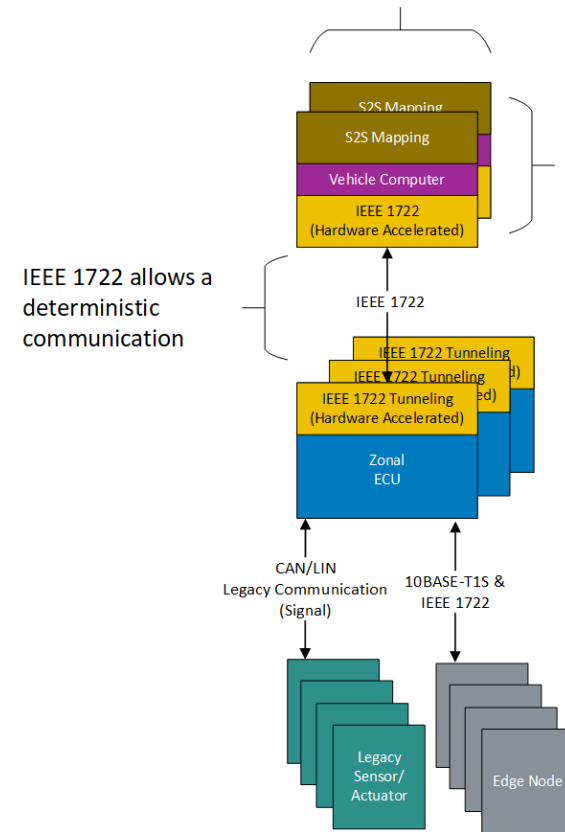 S2S Mapping
S2S Mapping
Vehicle Computer
IEEE 1722
(Hardware Accelerated)
IEEE 1722 allows a
deterministic
communication
IEEE 1722
IEEE 1722 Tunneling
ed)
IEEE 1722 Tunneling
ed)
IEEE 1722 Tunneling
(Hardware Accelerated)
Zonal
ECU
CAN/LIN
Legacy Communication
(Signal)
10BASE-T1S &
IEEE 1722
Legacy
Sensor/
Actuator
Edge Node